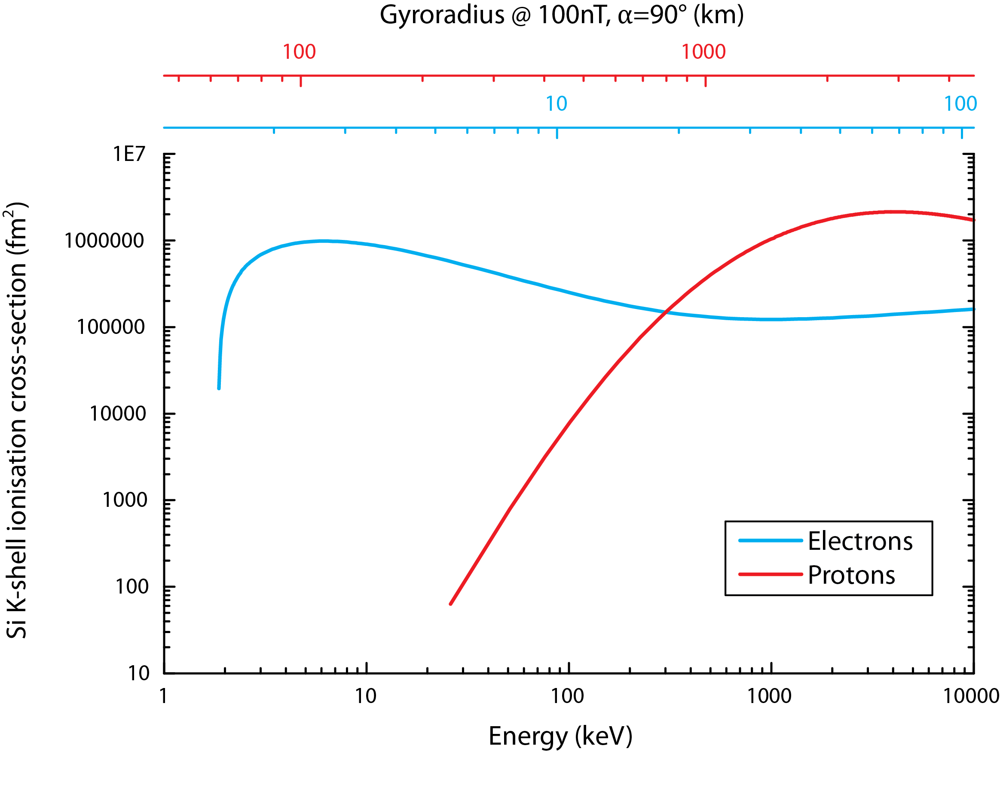 Gyroradius @ 100nT, α=90° (km)
100 1000
10 100
1E7
1000000
100000
10000
1000
100
10
Si K-shell ionisation cross-section (fm²)
Electrons
Protons
1 10 100 1000 10000
Energy (keV)